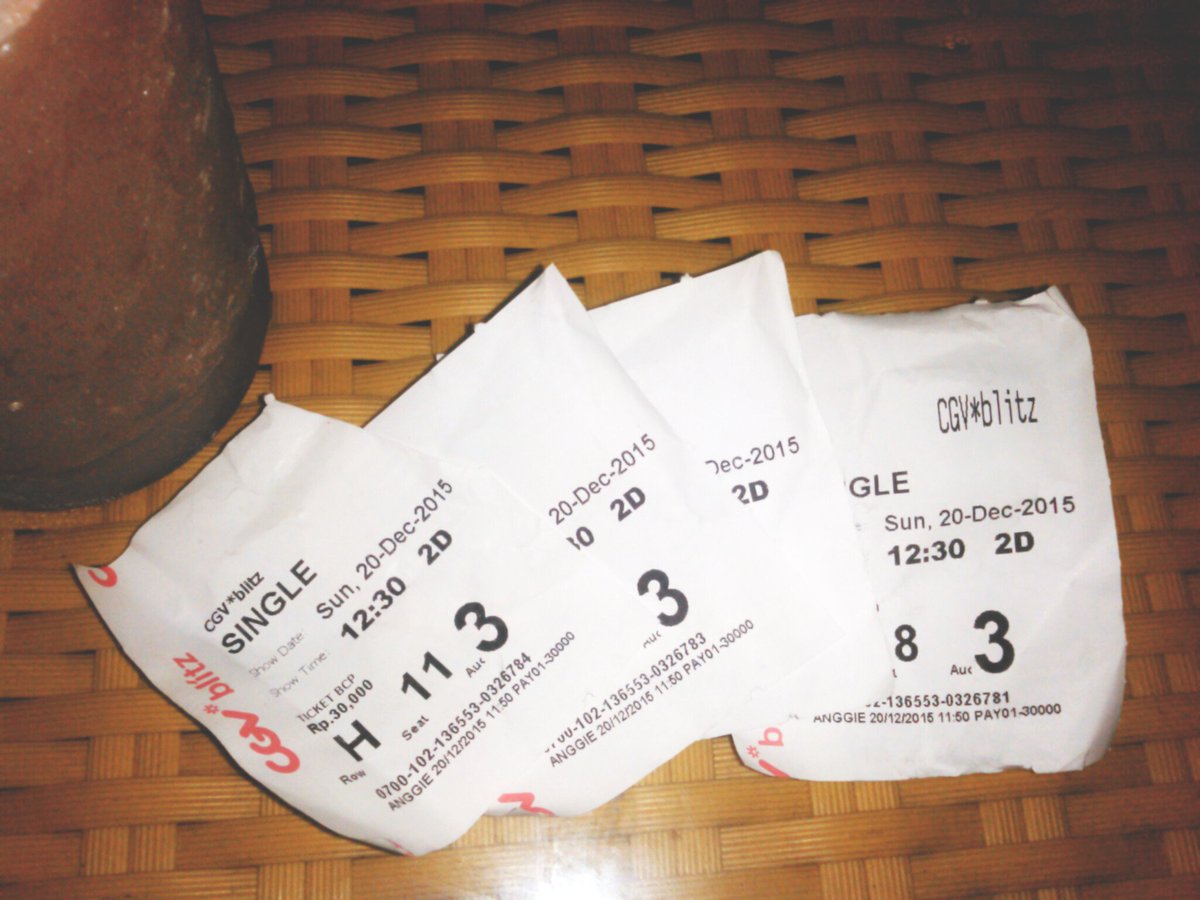 CGV*blitz
SINGLE
Show Date: Sun, 20-Dec-2015
Show Time: 12:30 2D
TICKET BCP
Rp.30,000
Row H Seat 11 Aud 3
0700-102-136553-0326784
ANGGIE 20/12/2015 11:50 PAY01-30000
CGV*blitz
20-Dec-2015
2D
3
-102-136553-0326783
ANGGIE 20/12/2015 11:50 PAY01-30000
Dec-2015
2D
CGV*blitz
GLE
Sun, 20-Dec-2015
12:30 2D
8 Aud 3
2-136553-0326781
ANGGIE 20/12/2015 11:50 PAY01-30000